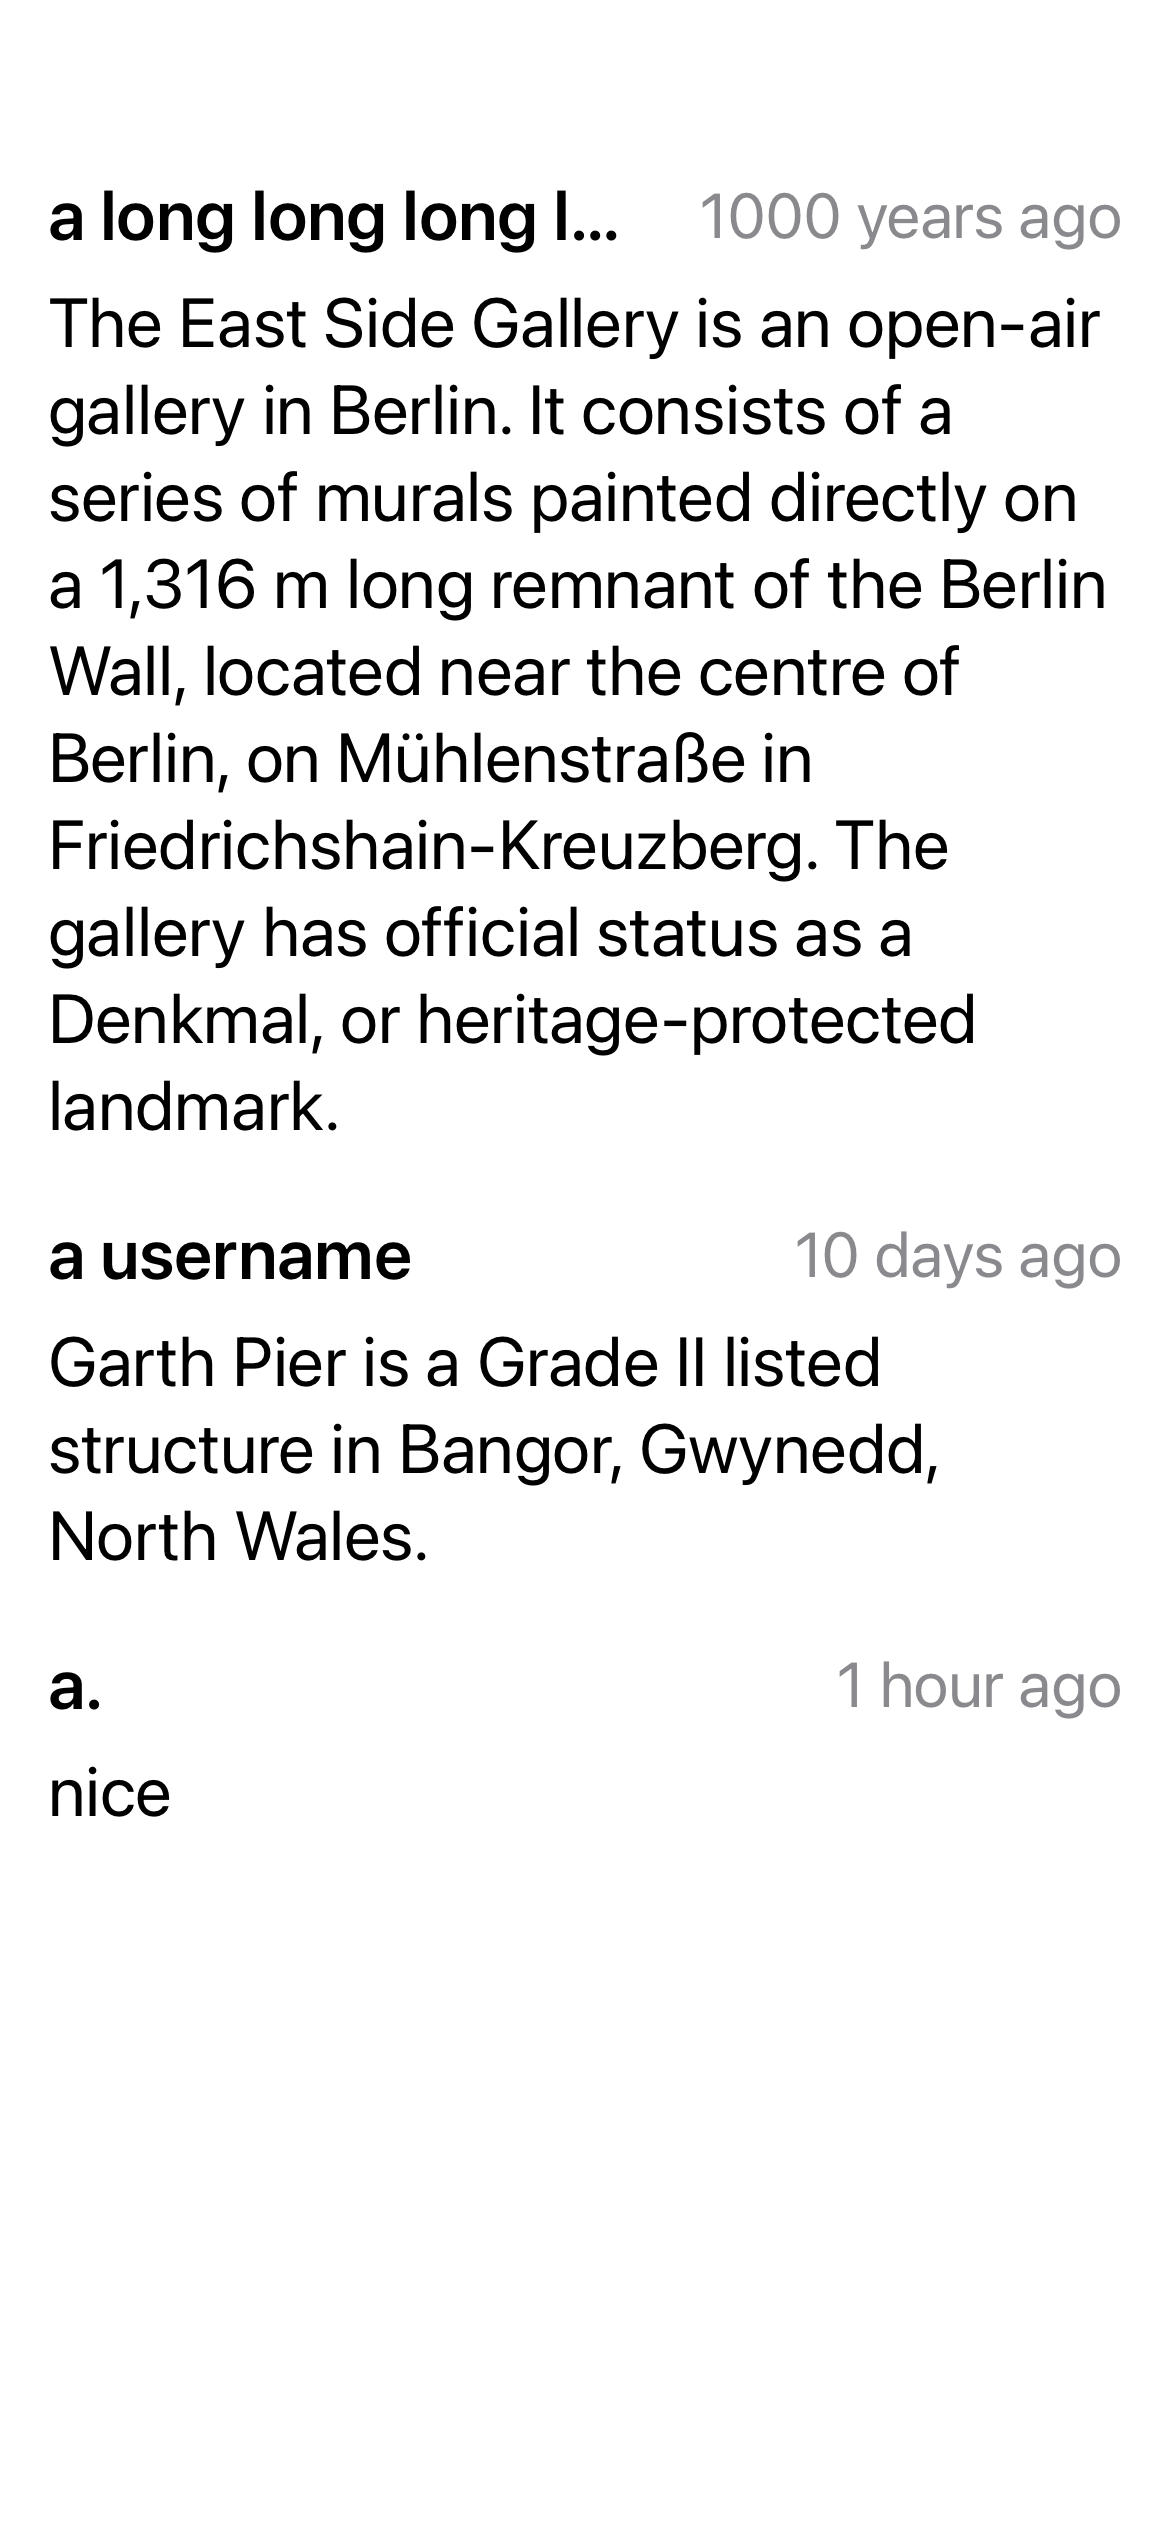 a long long long l... 1000 years ago
The East Side Gallery is an open-air
gallery in Berlin. It consists of a
series of murals painted directly on
a 1,316 m long remnant of the Berlin
Wall, located near the centre of
Berlin, on Mühlenstraße in
Friedrichshain-Kreuzberg. The
gallery has official status as a
Denkmal, or heritage-protected
landmark.
a username 10 days ago
Garth Pier is a Grade II listed
structure in Bangor, Gwynedd,
North Wales.
a. 1 hour ago
nice